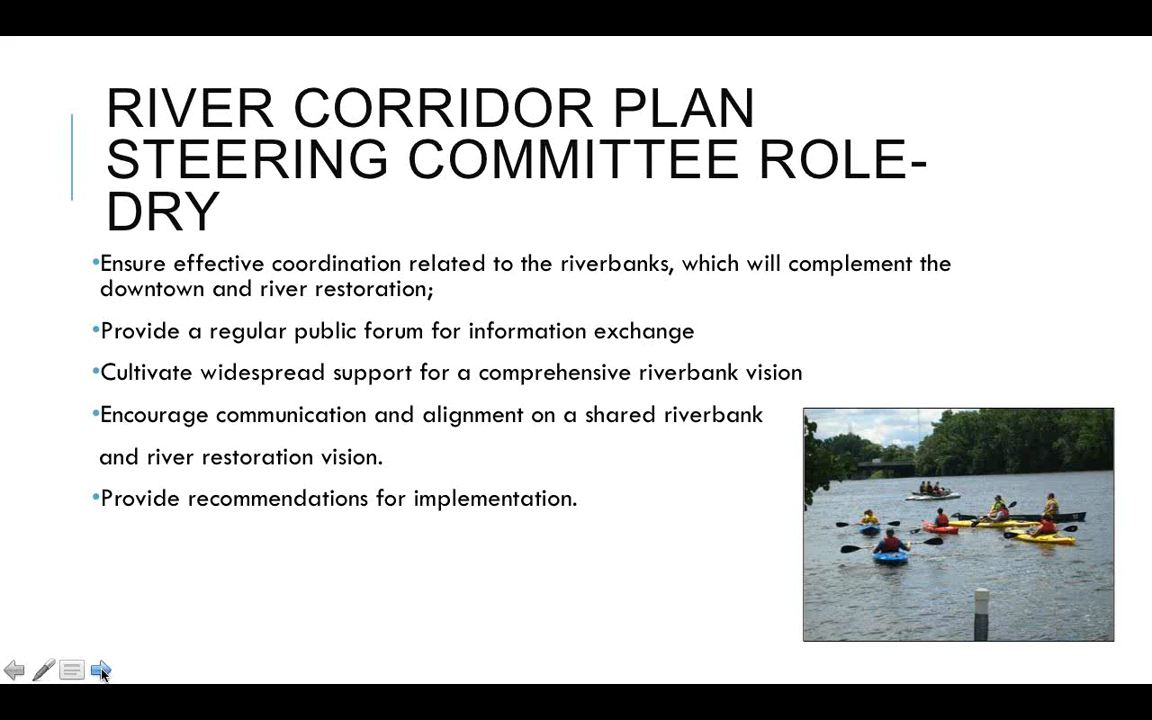 RIVER CORRIDOR PLAN
STEERING COMMITTEE ROLE-
DRY
•Ensure effective coordination related to the riverbanks, which will complement the
downtown and river restoration;
•Provide a regular public forum for information exchange
•Cultivate widespread support for a comprehensive riverbank vision
•Encourage communication and alignment on a shared riverbank
and river restoration vision.
•Provide recommendations for implementation.